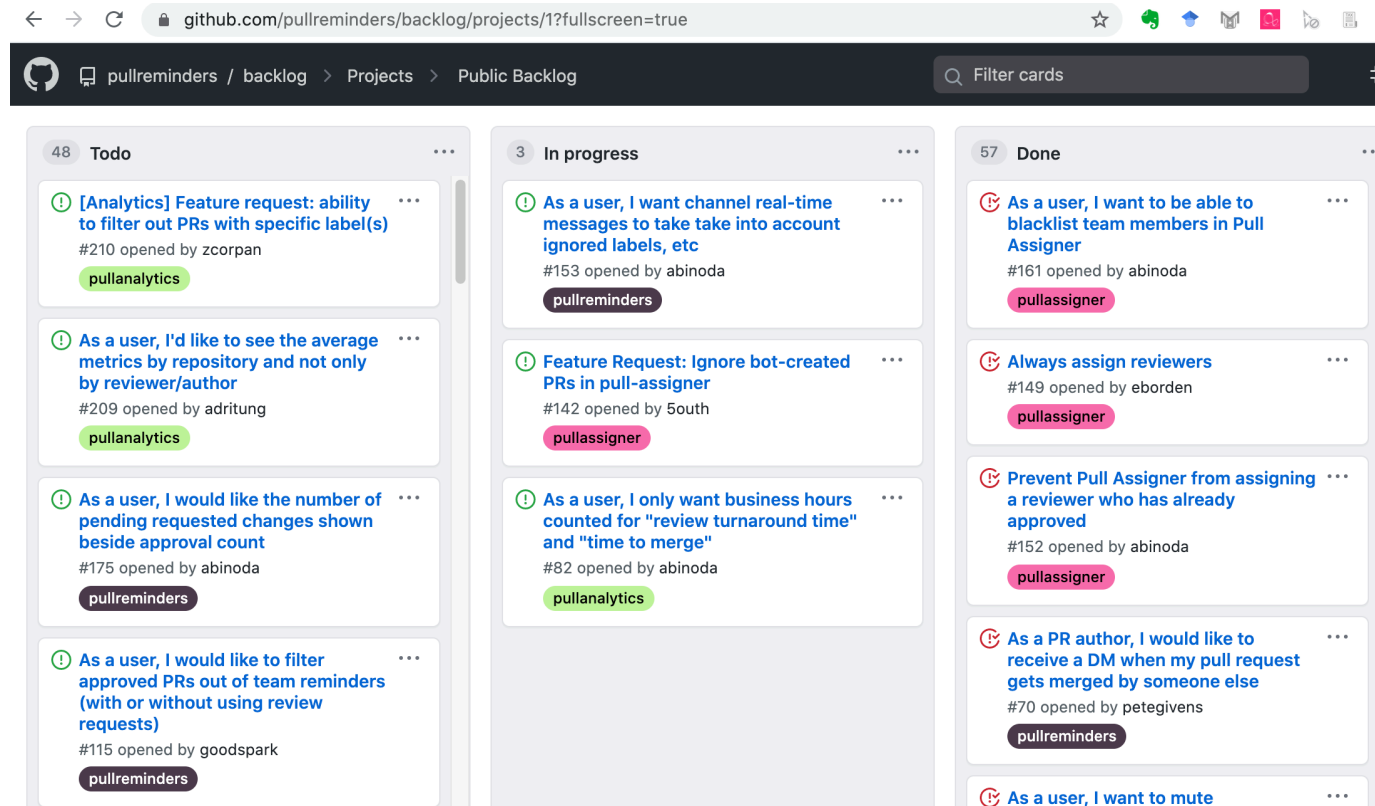 github.com/pullreminders/backlog/projects/1?fullscreen=true
pullreminders / backlog > Projects > Public Backlog
Filter cards
48 Todo
[Analytics] Feature request: ability
to filter out PRs with specific label(s)
#210 opened by zcorpan
pullanalytics
As a user, I'd like to see the average
metrics by repository and not only
by reviewer/author
#209 opened by adritung
pullanalytics
As a user, I would like the number of
pending requested changes shown
beside approval count
#175 opened by abinoda
pullreminders
As a user, I would like to filter
approved PRs out of team reminders
(with or without using review
requests)
#115 opened by goodspark
pullreminders
3 In progress
As a user, I want channel real-time
messages to take take into account
ignored labels, etc
#153 opened by abinoda
pullreminders
Feature Request: Ignore bot-created
PRs in pull-assigner
#142 opened by 5outh
pullassigner
As a user, I only want business hours
counted for "review turnaround time"
and "time to merge"
#82 opened by abinoda
pullanalytics
57 Done
As a user, I want to be able to
blacklist team members in Pull
Assigner
#161 opened by abinoda
pullassigner
Always assign reviewers
#149 opened by eborden
pullassigner
Prevent Pull Assigner from assigning
a reviewer who has already
approved
#152 opened by abinoda
pullassigner
As a PR author, I would like to
receive a DM when my pull request
gets merged by someone else
#70 opened by petegivens
pullreminders
As a user, I want to mute